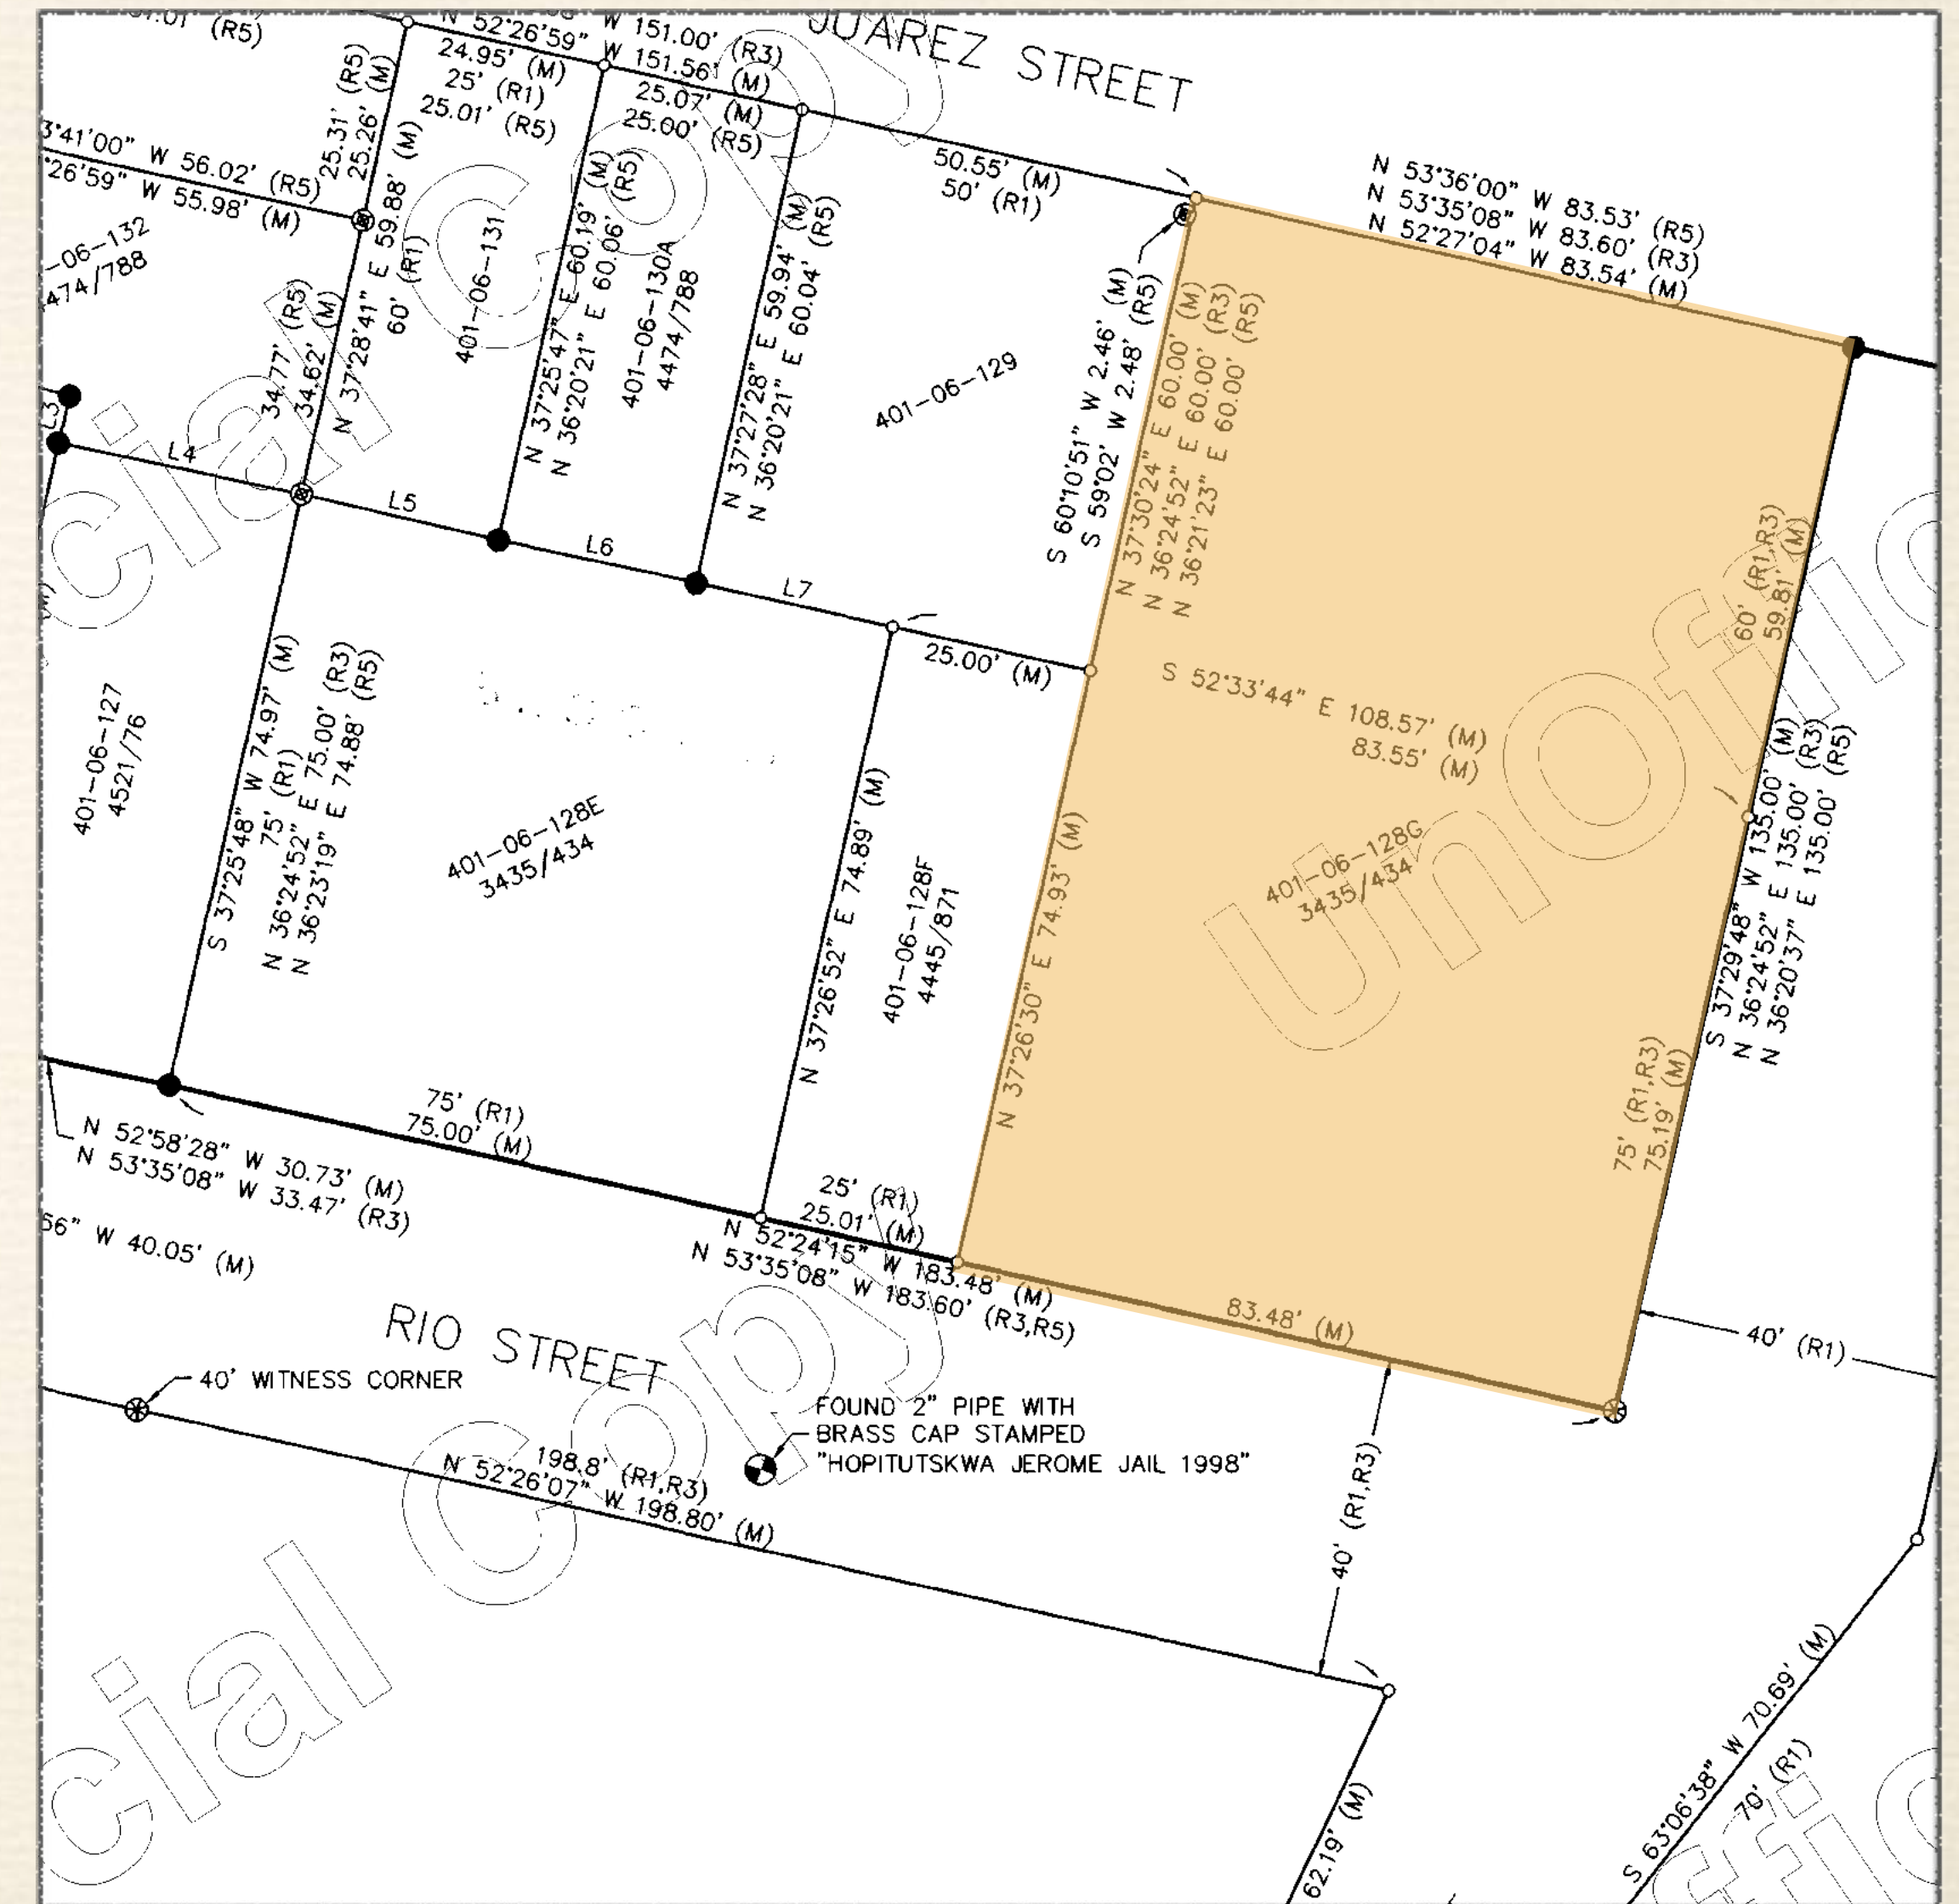 (R5)
N 52°26'59" W 151.00' (R3)
W 151.56' (M)
JUAREZ STREET
24.95' (M)
25' (R1)
25.01' (R5)
25.07' (M)
25.00' (R5)
50.55' (M)
50' (R1)
N 53°36'00" W 83.53' (R5)
N 53°35'08" W 83.60' (R3)
N 52°27'04" W 83.54' (M)
25.31' (R5)
25.26' (M)
3°41'00" W 56.02' (R5)
°26'59" W 55.98' (M)
-06-132
474/788
34.77' (R5)
34.62' (M)
N 37°28'41" E 59.88' (M)
60' (R1)
401-06-131
N 37°25'47" E 60.19' (M)
N 36°20'21" E 60.06' (R5)
401-06-130A
4474/788
N 37°27'28" E 59.94' (M)
N 36°20'21" E 60.04' (R5)
401-06-129
S 60°10'51" W 2.46' (M)
S 59°02' W 2.48' (R5)
N 37°30'24" E 60.00' (M)
N 36°24'52" E 60.00' (R3)
N 36°21'23" E 60.00' (R5)
60' (R1,R3)
59.81' (M)
L3
L4
L5
L6
L7
25.00' (M)
S 52°33'44" E 108.57' (M)
83.55' (M)
(M)
401-06-127
4521/76
S 37°25'48" W 74.97' (M)
75' (R1)
N 36°24'52" E 75.00' (R3)
N 36°23'19" E 74.88' (R5)
401-06-128E
3435/434
N 37°26'52" E 74.89' (M)
401-06-128F
4445/871
N 37°26'30" E 74.93' (M)
401-06-128G
3435/434
S 37°29'48" W 135.00' (M)
N 36°24'52" E 135.00' (R3)
N 36°20'37" E 135.00' (R5)
75' (R1,R3)
75.19' (M)
75' (R1)
75.00' (M)
N 52°58'28" W 30.73' (M)
N 53°35'08" W 33.47' (R3)
25' (R1)
25.01' (M)
N 52°24'15" W 183.48' (M)
N 53°35'08" W 183.60' (R3,R5)
83.48' (M)
40' (R1)
56" W 40.05' (M)
RIO STREET
40' WITNESS CORNER
FOUND 2" PIPE WITH
BRASS CAP STAMPED
"HOPITUTSKWA JEROME JAIL 1998"
198.8' (R1,R3)
N 52°26'07" W 198.80' (M)
40' (R1,R3)
62.19' (M)
S 63°06'38" W 70.69' (M)
70' (R1)
cial Copy
Unoffic
cial Copy
ffic